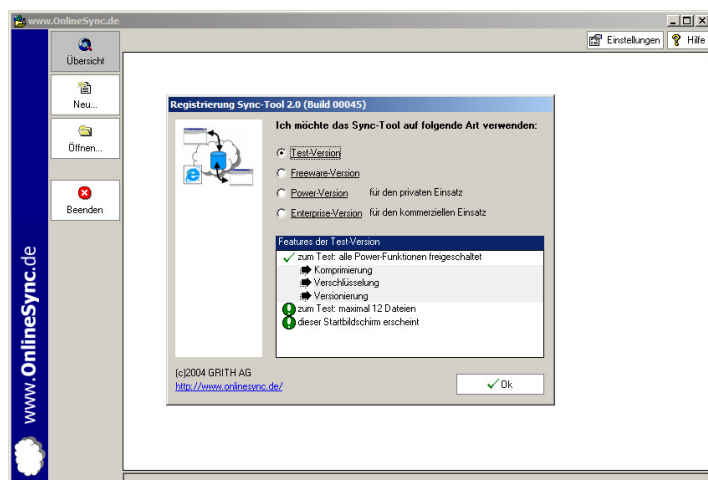 www.OnlineSync.de
Einstellungen
Hilfe
Übersicht
Neu...
Öffnen...
Beenden
www.OnlineSync.de
Registrierung Sync-Tool 2.0 (Build 00045)
Ich möchte das Sync-Tool auf folgende Art verwenden:
Test-Version
Freeware-Version
Power-Version für den privaten Einsatz
Enterprise-Version für den kommerziellen Einsatz
Features der Test-Version
zum Test: alle Power-Funktionen freigeschaltet
Komprimierung
Verschlüsselung
Versionierung
zum Test: maximal 12 Dateien
dieser Startbildschirm erscheint
(c)2004 GRITH AG
http://www.onlinesync.de/
Ok